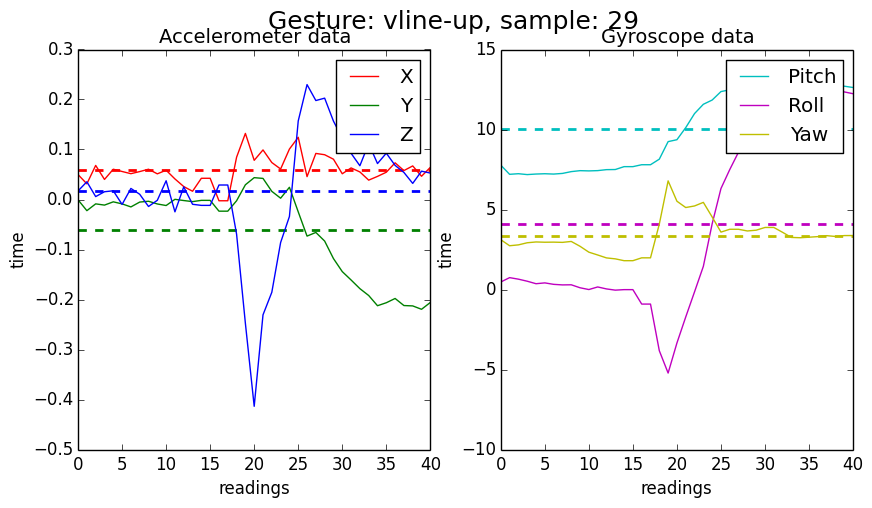 Gesture: vline-up, sample: 29
Accelerometer data
0.3
0.2
0.1
0.0
−0.1
−0.2
−0.3
−0.4
−0.5
time
0 5 10 15 20 25 30 35 40
readings
X
Y
Z
Gyroscope data
15
10
5
0
−5
−10
time
0 5 10 15 20 25 30 35 40
readings
Pitch
Roll
Yaw